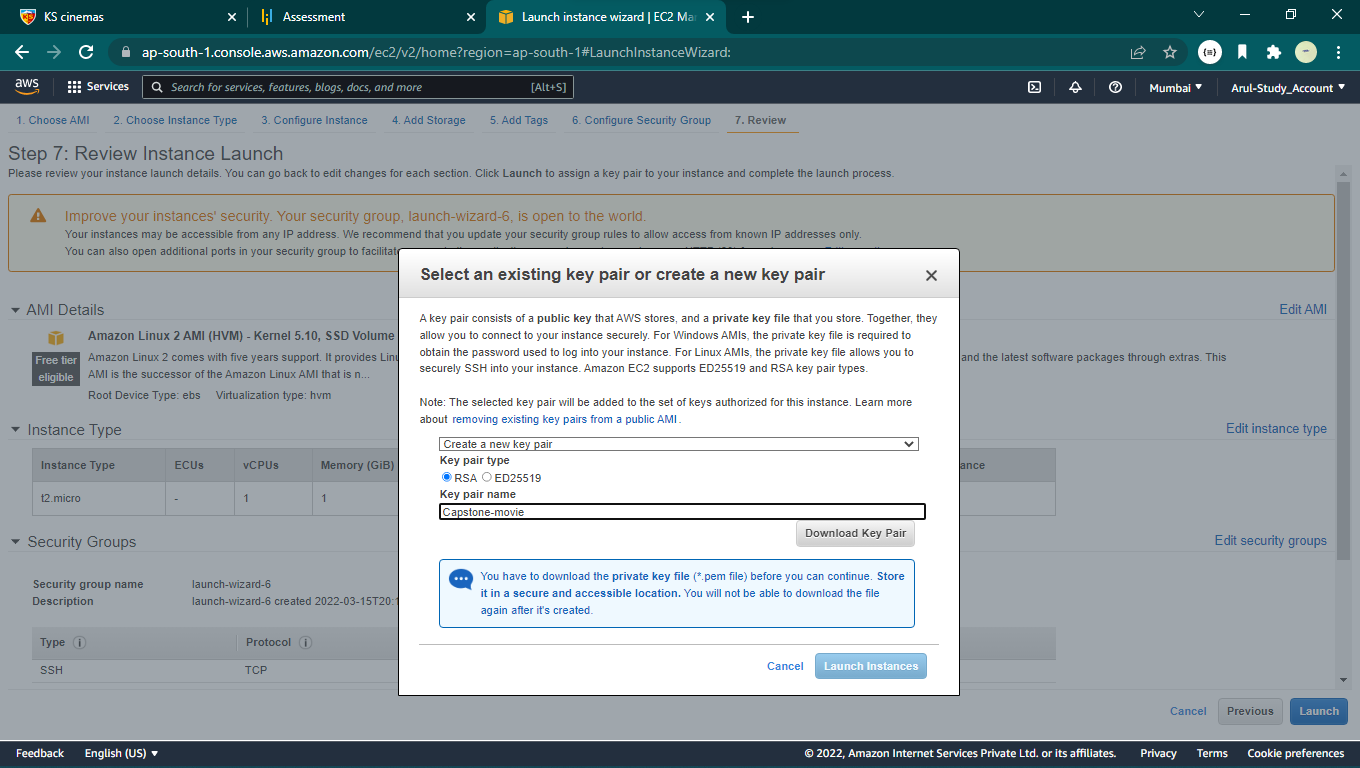 KS cinemas
Assessment
Launch instance wizard | EC2 Ma
ap-south-1.console.aws.amazon.com/ec2/v2/home?region=ap-south-1#LaunchInstanceWizard:
aws
Services
Search for services, features, blogs, docs, and more
[Alt+S]
Mumbai
Arul-Study_Account
1. Choose AMI
2. Choose Instance Type
3. Configure Instance
4. Add Storage
5. Add Tags
6. Configure Security Group
7. Review
Step 7: Review Instance Launch
Please review your instance launch details. You can go back to edit changes for each section. Click Launch to assign a key pair to your instance and complete the launch process.
Improve your instances' security. Your security group, launch-wizard-6, is open to the world.
Your instances may be accessible from any IP address. We recommend that you update your security group rules to allow access from known IP addresses only.
You can also open additional ports in your security group to facilitate
Select an existing key pair or create a new key pair
A key pair consists of a public key that AWS stores, and a private key file that you store. Together, they
allow you to connect to your instance securely. For Windows AMIs, the private key file is required to
obtain the password used to log into your instance. For Linux AMIs, the private key file allows you to
securely SSH into your instance. Amazon EC2 supports ED25519 and RSA key pair types.
Note: The selected key pair will be added to the set of keys authorized for this instance. Learn more
about removing existing key pairs from a public AMI .
Create a new key pair
Key pair type
RSA
ED25519
Key pair name
Capstone-movie
Download Key Pair
You have to download the private key file (*.pem file) before you can continue. Store
it in a secure and accessible location. You will not be able to download the file
again after it's created.
Cancel
Launch Instances
AMI Details
Edit AMI
Amazon Linux 2 AMI (HVM) - Kernel 5.10, SSD Volume
Free tier
eligible
Amazon Linux 2 comes with five years support. It provides Linu
and the latest software packages through extras. This
AMI is the successor of the Amazon Linux AMI that is n...
Root Device Type: ebs
Virtualization type: hvm
Instance Type
Edit instance type
Instance Type
ECUs
vCPUs
Memory (GiB)
ance
t2.micro
-
1
1
Security Groups
Edit security groups
Security group name
launch-wizard-6
Description
launch-wizard-6 created 2022-03-15T20:1
Type
Protocol
SSH
TCP
Cancel
Previous
Launch
Feedback
English (US)
© 2022, Amazon Internet Services Private Ltd. or its affiliates.
Privacy
Terms
Cookie preferences